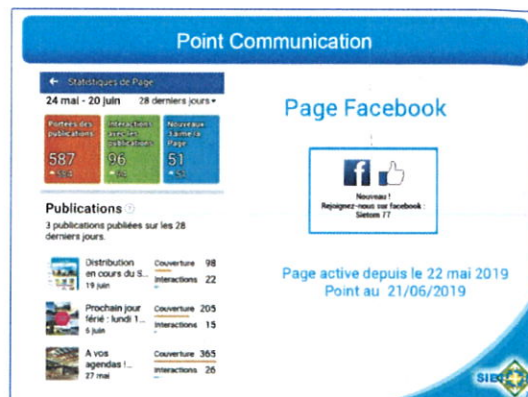 Point Communication
Statistiques de Page
24 mai - 20 juin
28 derniers jours
Portées des publications
Interactions avec les publications
Nouveaux J'aime la Page
587
96
51
Publications
3 publications publiées sur les 28
derniers jours.
Distribution
en cours du S...
19 juin
Couverture 98
Interactions 22
Prochain jour
férié : lundi 1...
5 juin
Couverture 205
Interactions 15
A vos
agendas !...
27 mai
Couverture 365
Interactions 26
Page Facebook
f
Nouveau !
Rejoignez-nous sur facebook :
Sietom 77
Page active depuis le 22 mai 2019
Point au 21/06/2019